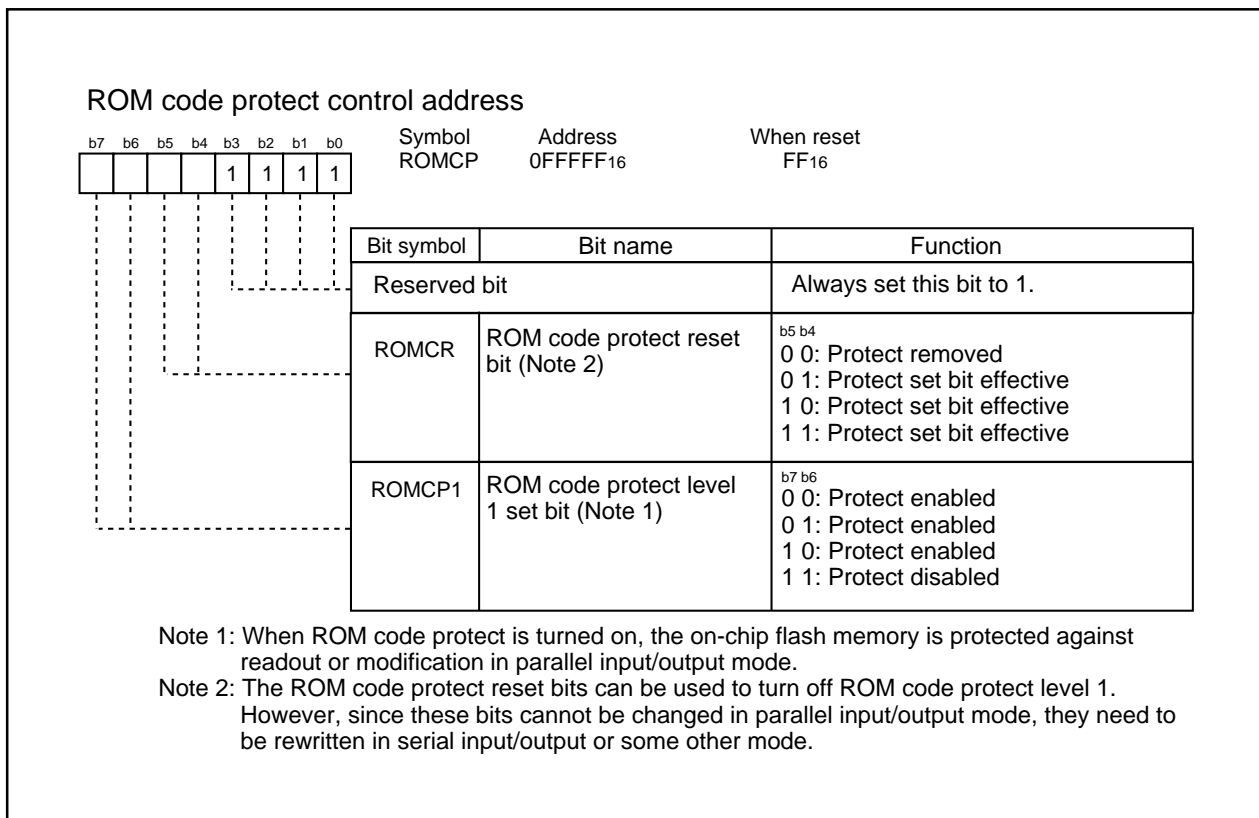 ROM code protect control address
b7 b6 b5 b4 b3 b2 b1 b0
1 1 1 1
Symbol Address When reset
ROMCP 0FFFFF16 FF16
Bit symbol Bit name Function
Reserved bit Always set this bit to 1.
ROMCR ROM code protect reset bit (Note 2)
b5 b4
0 0: Protect removed
0 1: Protect set bit effective
1 0: Protect set bit effective
1 1: Protect set bit effective
ROMCP1 ROM code protect level 1 set bit (Note 1)
b7 b6
0 0: Protect enabled
0 1: Protect enabled
1 0: Protect enabled
1 1: Protect disabled
Note 1: When ROM code protect is turned on, the on-chip flash memory is protected against
readout or modification in parallel input/output mode.
Note 2: The ROM code protect reset bits can be used to turn off ROM code protect level 1.
However, since these bits cannot be changed in parallel input/output mode, they need to
be rewritten in serial input/output or some other mode.